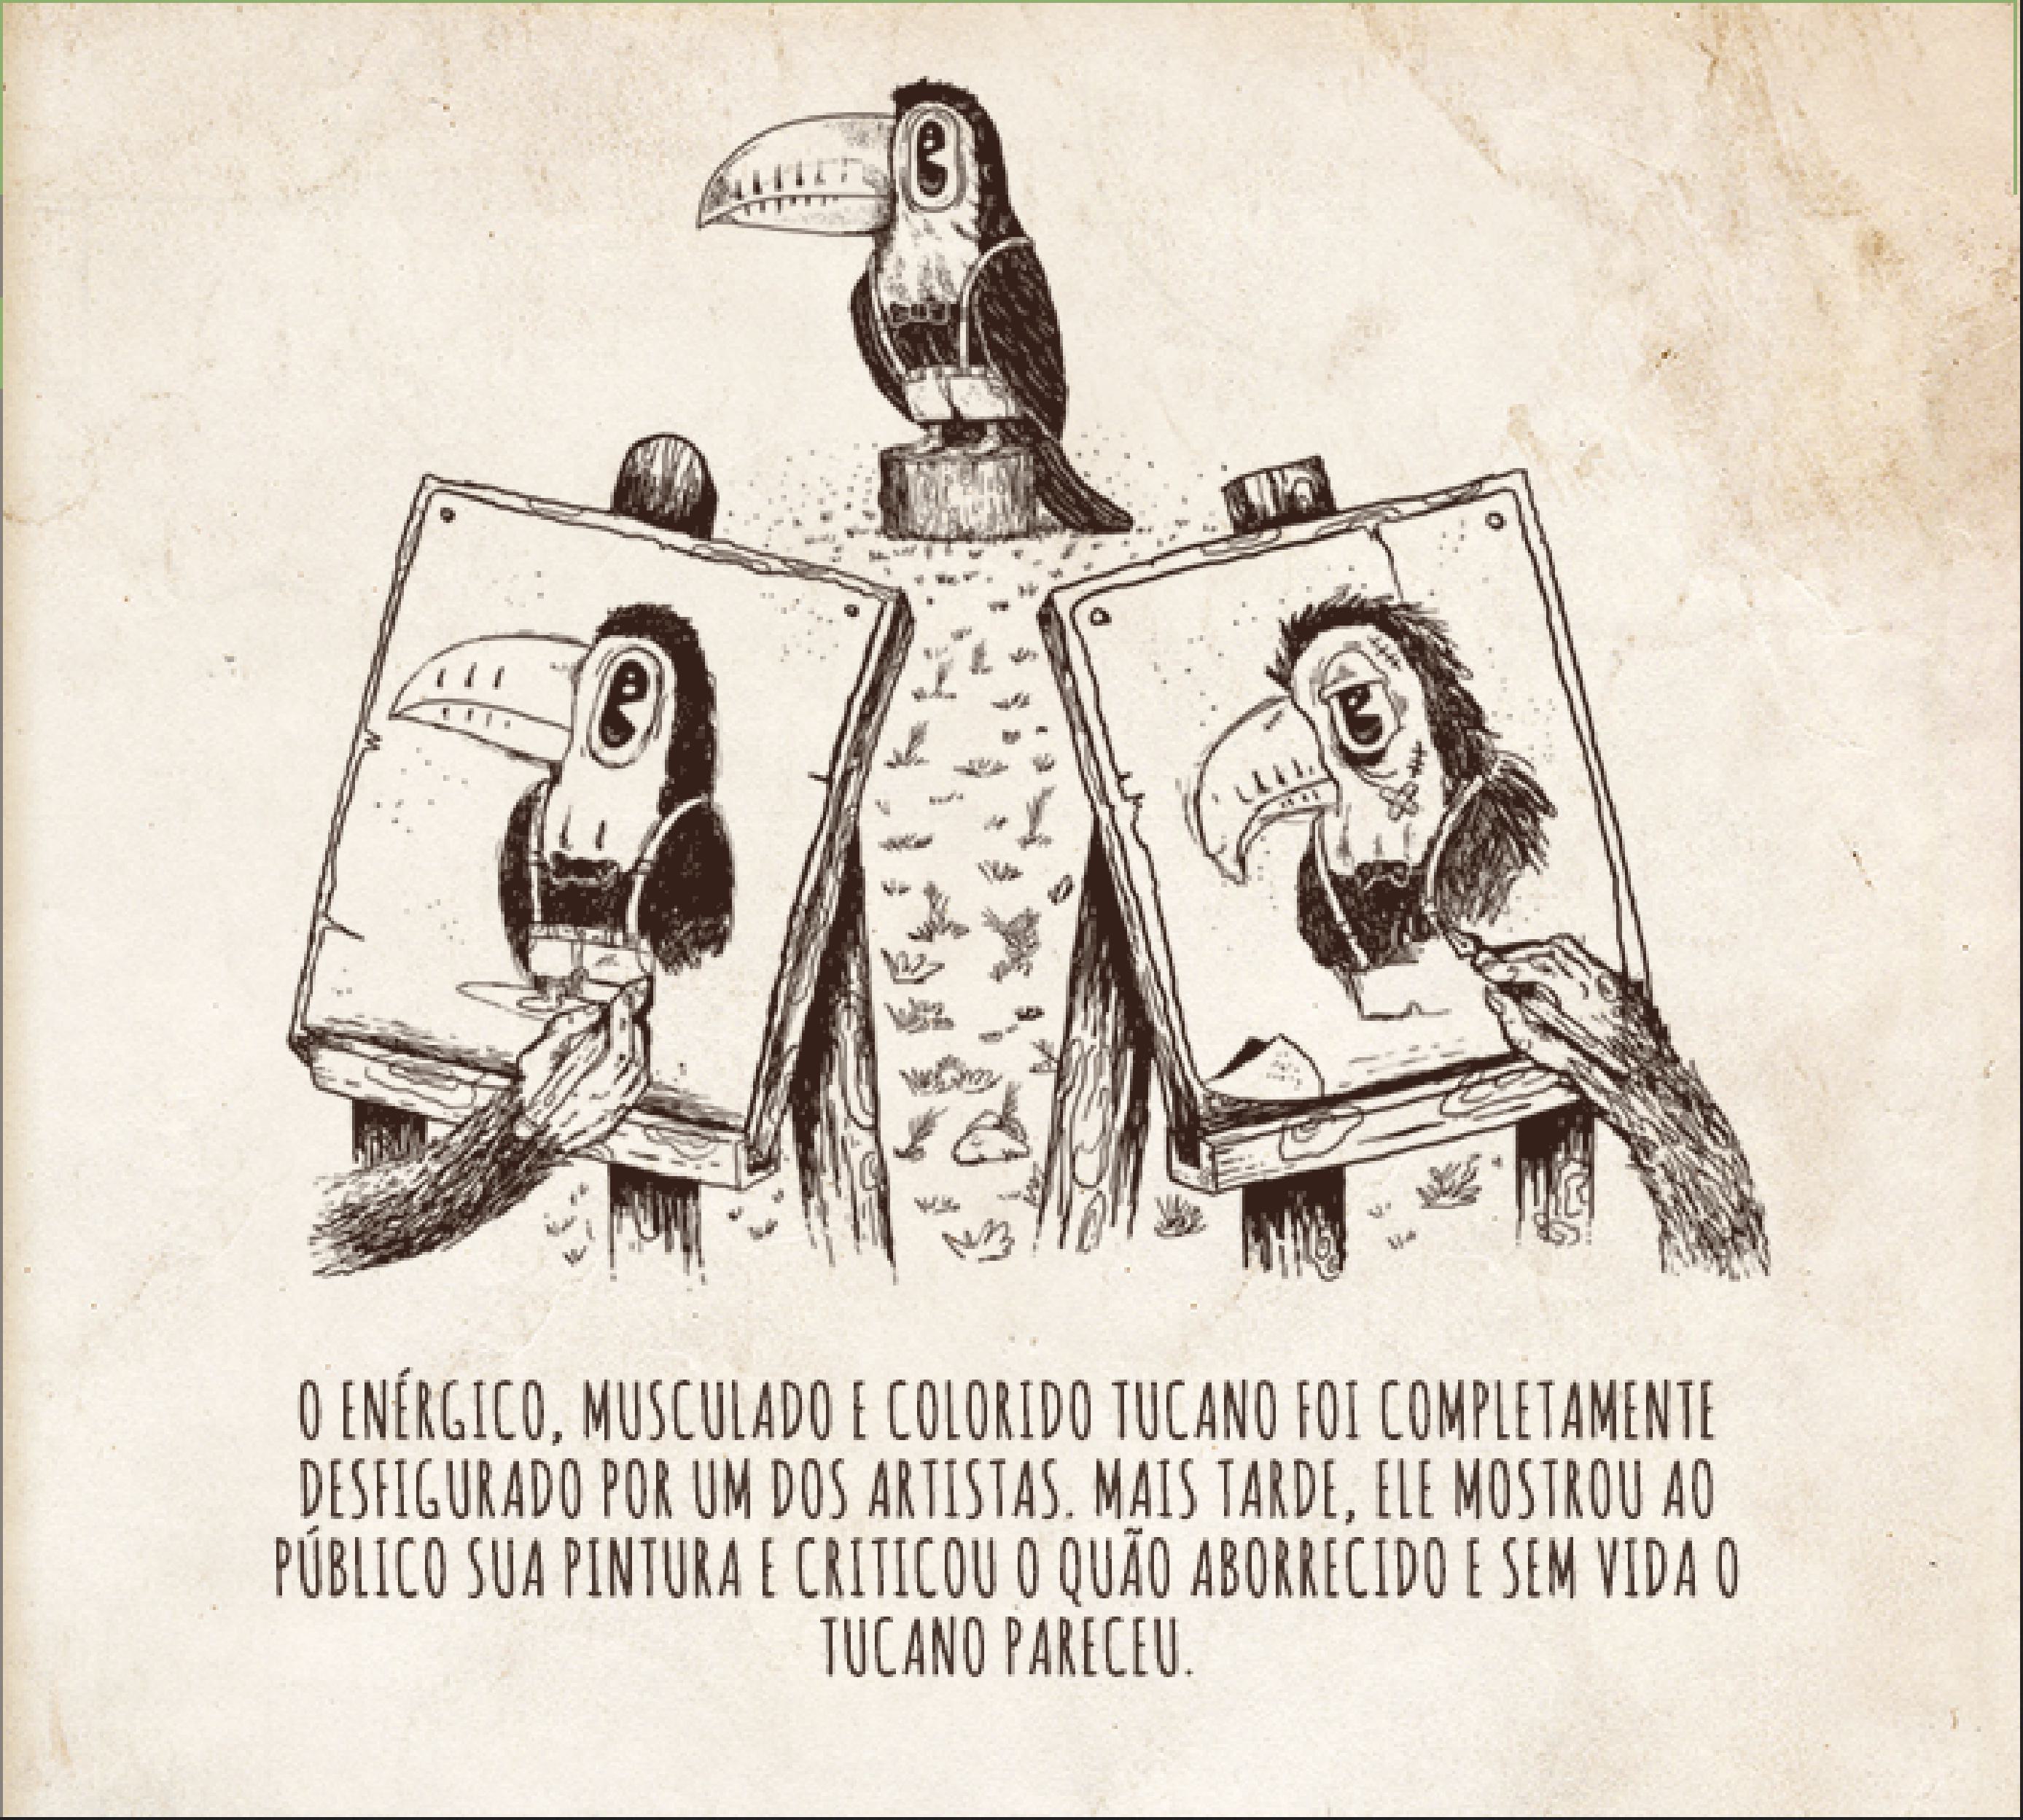 O ENÉRGICO, MUSCULADO E COLORIDO TUCANO FOI COMPLETAMENTE
DESFIGURADO POR UM DOS ARTISTAS. MAIS TARDE, ELE MOSTROU AO
PÚBLICO SUA PINTURA E CRITICOU O QUÃO ABORRECIDO E SEM VIDA O
TUCANO PARECEU.